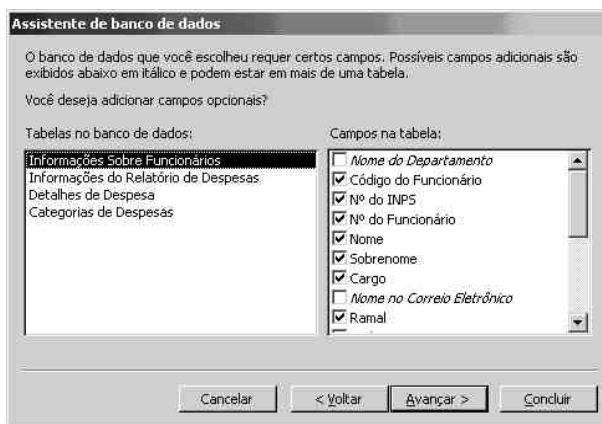 Assistente de banco de dados
O banco de dados que você escolheu requer certos campos. Possíveis campos adicionais são
exibidos abaixo em itálico e podem estar em mais de uma tabela.
Você deseja adicionar campos opcionais?
Tabelas no banco de dados:
Informações Sobre Funcionários
Informações do Relatório de Despesas
Detalhes de Despesa
Categorias de Despesas
Campos na tabela:
Nome do Departamento
Código do Funcionário
Nº do INPS
Nº do Funcionário
Nome
Sobrenome
Cargo
Nome no Correio Eletrônico
Ramal
Cancelar
< Voltar
Avançar >
Concluir